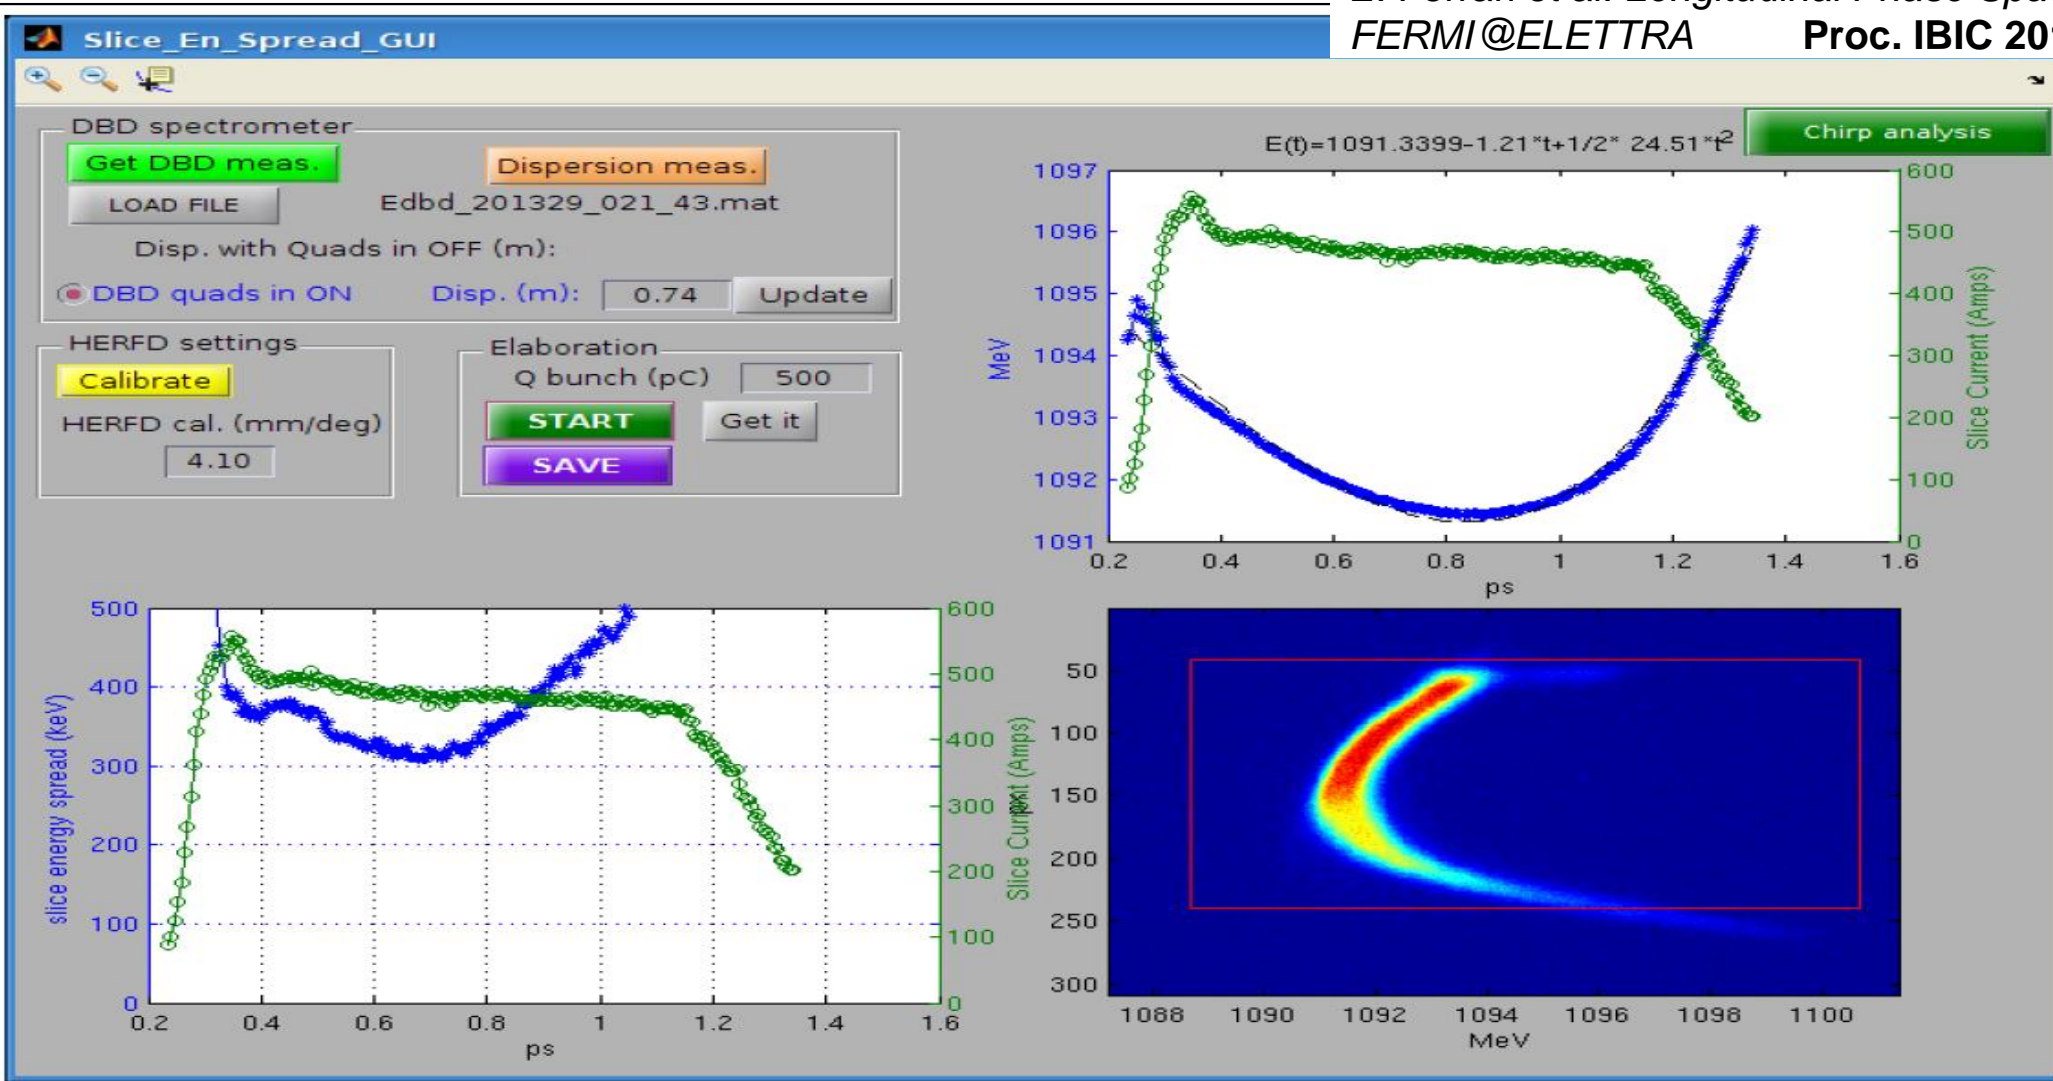 FERMI@ELETTRA Proc. IBIC 201
Slice_En_Spread_GUI
DBD spectrometer
Get DBD meas.
Dispersion meas.
LOAD FILE
Edbd_201329_021_43.mat
Disp. with Quads in OFF (m):
DBD quads in ON
Disp. (m):
0.74
Update
HERFD settings
Calibrate
HERFD cal. (mm/deg)
4.10
Elaboration
Q bunch (pC)
500
START
Get it
SAVE
E(t)=1091.3399-1.21*t+1/2* 24.51*t²
Chirp analysis
1097
1096
1095
1094
1093
1092
1091
MeV
600
500
400
300
200
100
0
Slice Current (Amps)
0.2 0.4 0.6 0.8 1 1.2 1.4 1.6
ps
500
400
300
200
100
0
slice energy spread (keV)
600
500
400
300
200
100
0
Slice Current (Amps)
0.2 0.4 0.6 0.8 1 1.2 1.4 1.6
ps
50
100
150
200
250
300
1088 1090 1092 1094 1096 1098 1100
MeV